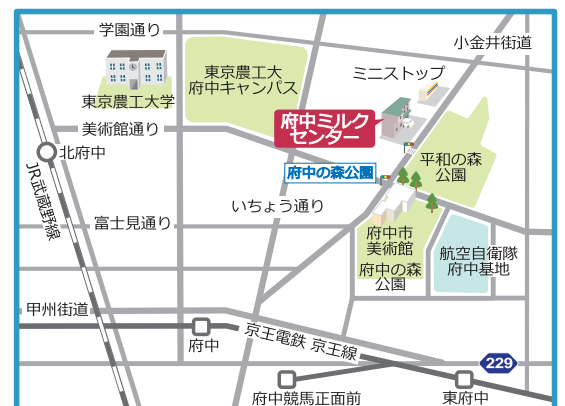 学園通り
小金井街道
東京農工大
府中キャンパス
ミニストップ
東京農工大学
府中ミルク
センター
美術館通り
北府中
平和の森
公園
府中の森公園
JR武蔵野線
いちょう通り
富士見通り
府中市
美術館
府中の森
公園
航空自衛隊
府中基地
甲州街道
府中
京王電鉄 京王線
229
府中競馬正面前
東府中